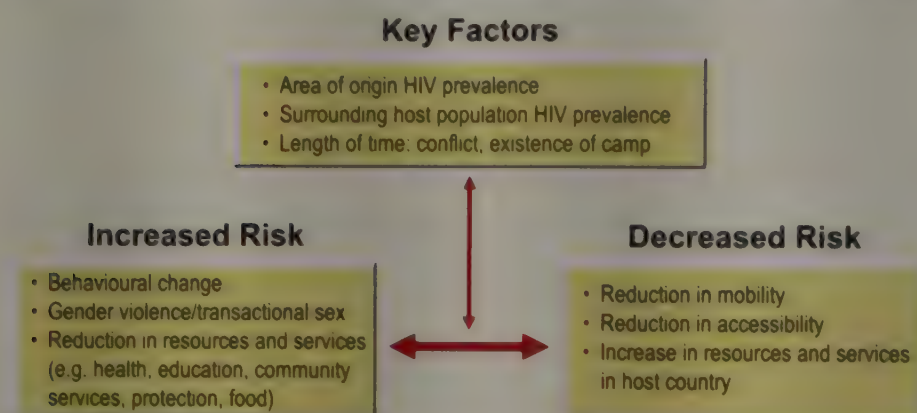 Key Factors
• Area of origin HIV prevalence
• Surrounding host population HIV prevalence
• Length of time: conflict, existence of camp
Increased Risk
• Behavioural change
• Gender violence/transactional sex
• Reduction in resources and services
(e.g. health, education, community
services, protection, food)
Decreased Risk
• Reduction in mobility
• Reduction in accessibility
• Increase in resources and services
in host country